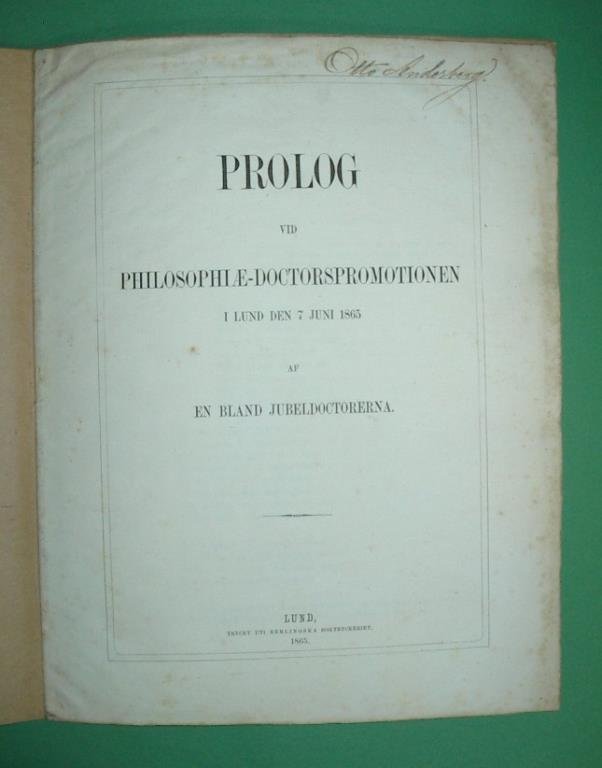 Otto Anderberg.
PROLOG
VID
PHILOSOPHIÆ-DOCTORSPROMOTIONEN
I LUND DEN 7 JUNI 1865
AF
EN BLAND JUBELDOCTORERNA.
LUND,
TRYCKT UTI BERLINGSKA BOKTRYCKERIET,
1865.